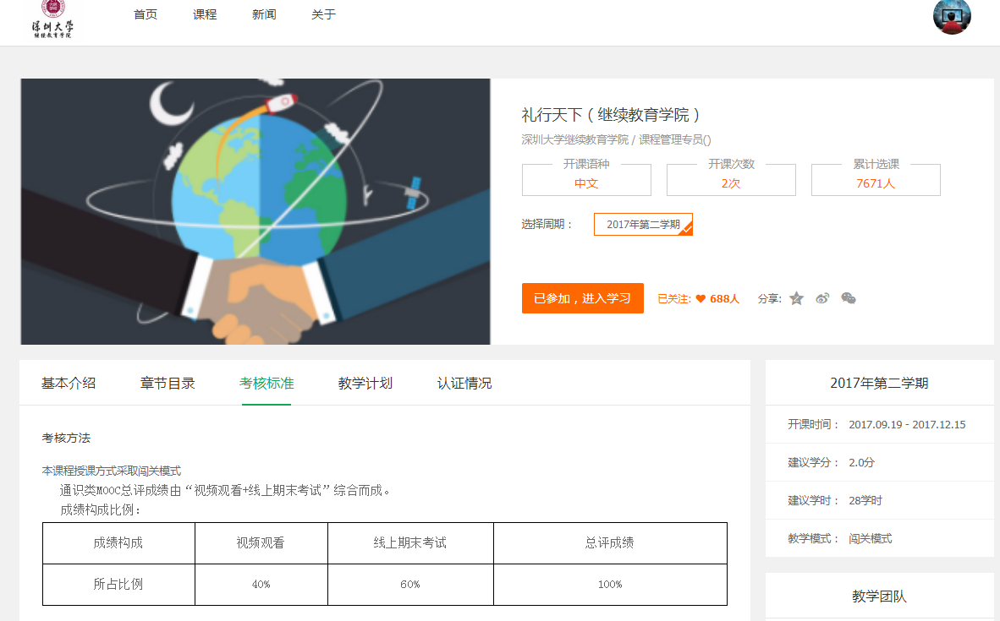 深圳大学
继续教育学院
首页 课程 新闻 关于
礼行天下（继续教育学院）
深圳大学继续教育学院 / 课程管理专员()
开课语种 开课次数 累计选课
中文 2次 7671人
选择周期： 2017年第二学期
已参加，进入学习 已关注: 688人 分享:
基本介绍 章节目录 考核标准 教学计划 认证情况
考核方法
本课程授课方式采取闯关模式
通识类MOOC总评成绩由“视频观看+线上期末考试”综合而成。
成绩构成比例：
成绩构成 视频观看 线上期末考试 总评成绩
所占比例 40% 60% 100%
2017年第二学期
开课时间： 2017.09.19 - 2017.12.15
建议学分： 2.0分
建议学时： 28学时
教学模式： 闯关模式
教学团队